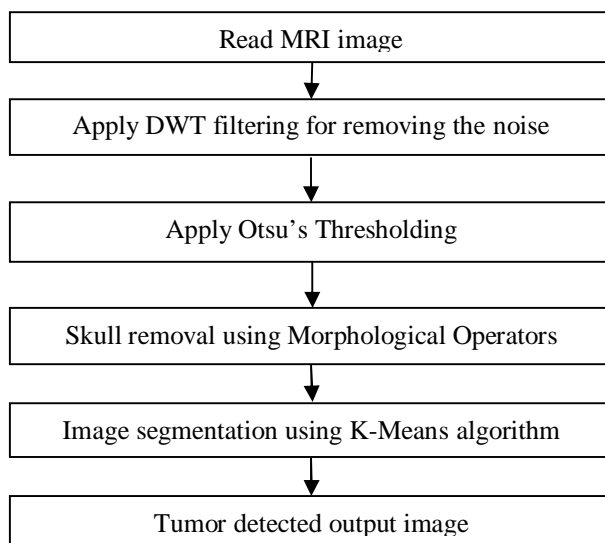 Read MRI image
Apply DWT filtering for removing the noise
Apply Otsu’s Thresholding
Skull removal using Morphological Operators
Image segmentation using K-Means algorithm
Tumor detected output image